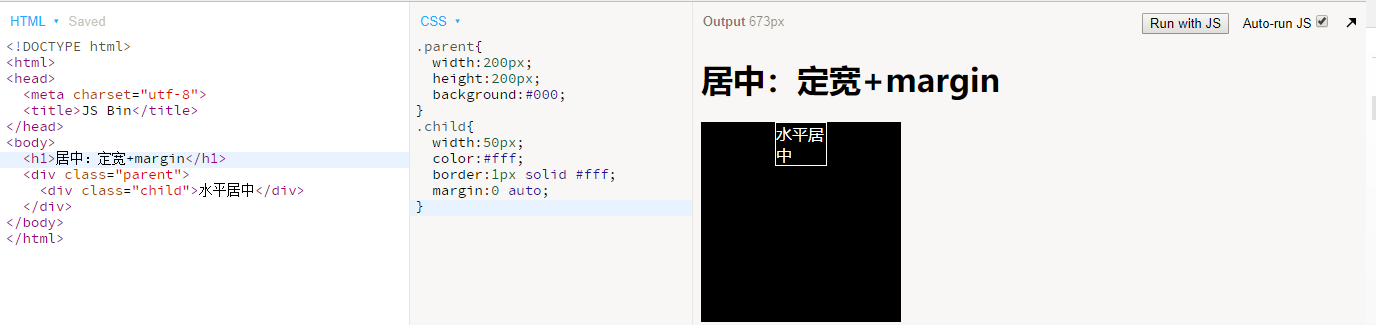 HTML ▾ Saved
<!DOCTYPE html>
<html>
<head>
<meta charset="utf-8">
<title>JS Bin</title>
</head>
<body>
<h1>居中：定宽+margin</h1>
<div class="parent">
<div class="child">水平居中</div>
</div>
</body>
</html>
CSS ▾
.parent{
width:200px;
height:200px;
background:#000;
}
.child{
width:50px;
color:#fff;
border:1px solid #fff;
margin:0 auto;
}
Output 673px
Run with JS
Auto-run JS
居中：定宽+margin
水平居
中